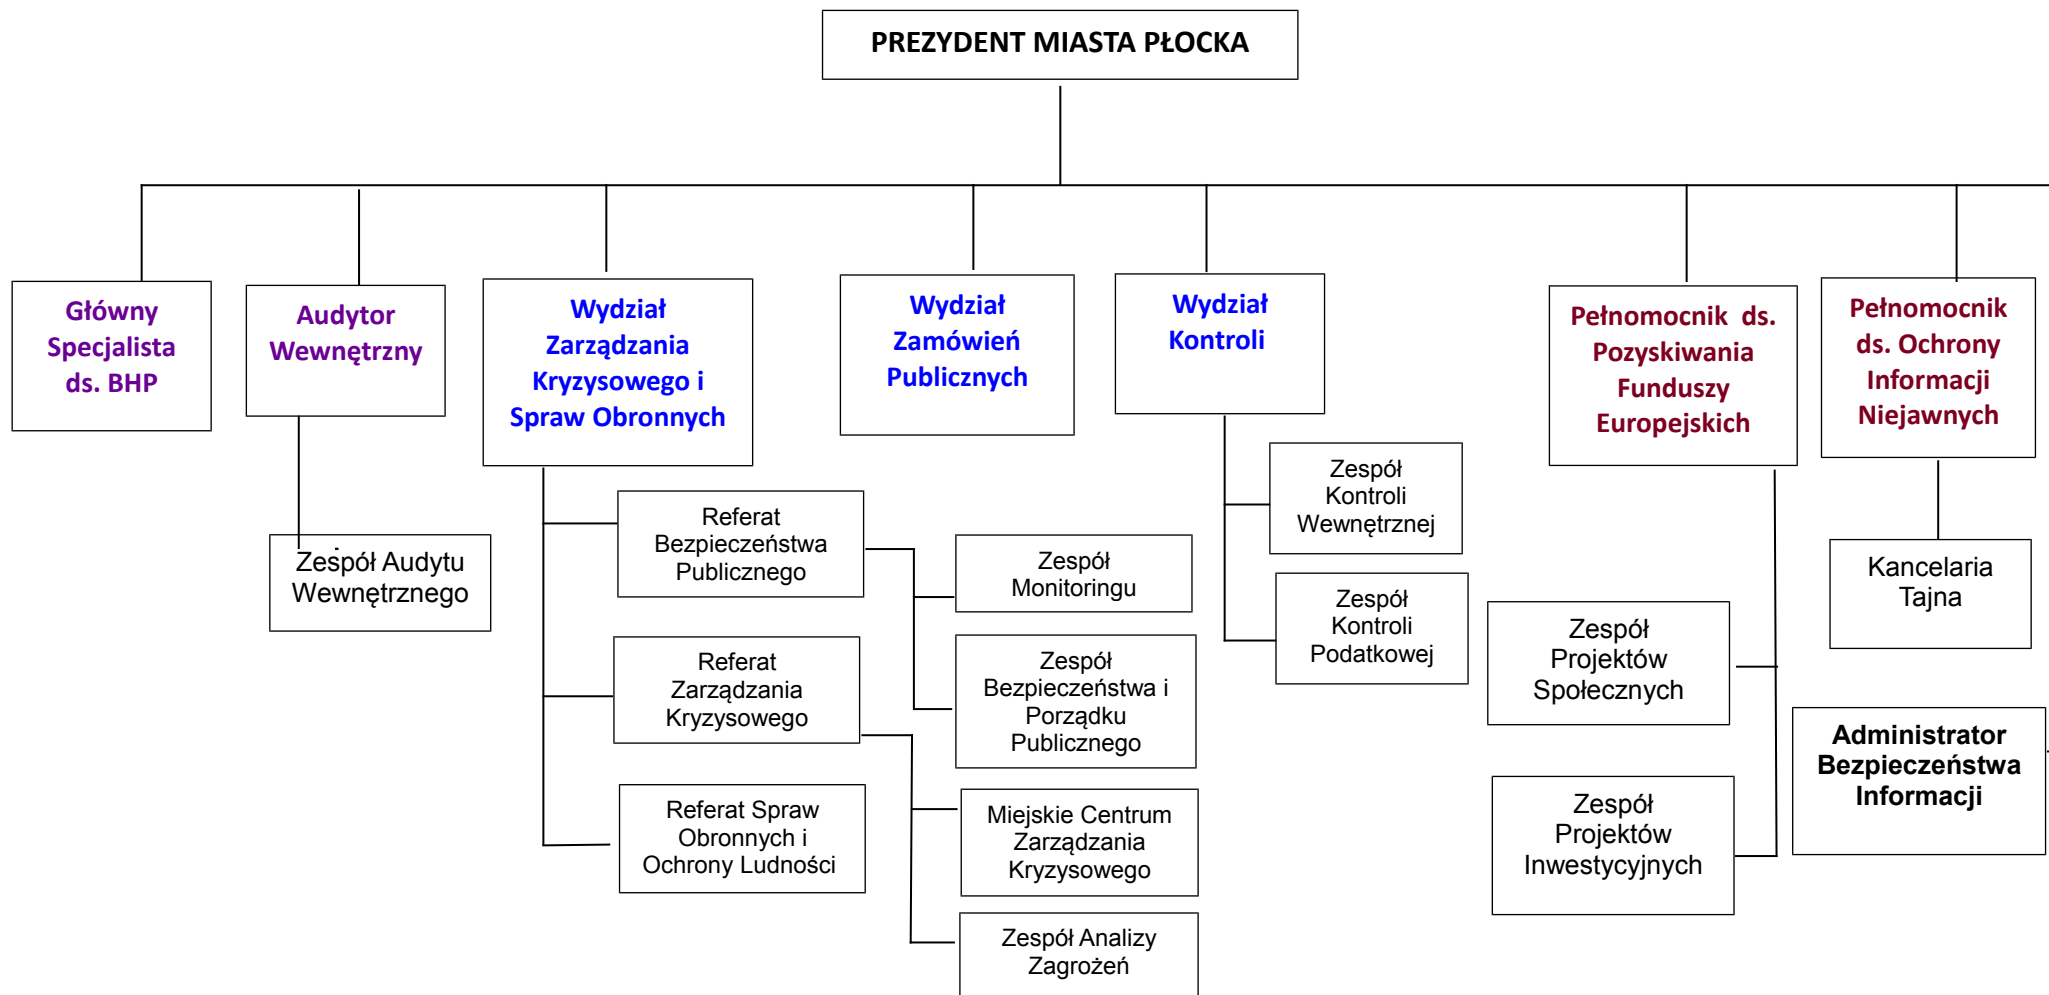 PREZYDENT MIASTA PŁOCKA
Główny
Specjalista
ds. BHP
Audytor
Wewnętrzny
Wydział
Zarządzania
Kryzysowego i
Spraw Obronnych
Wydział
Zamówień
Publicznych
Wydział
Kontroli
Pełnomocnik  ds.
Pozyskiwania
Funduszy
Europejskich
Pełnomocnik
ds. Ochrony
Informacji
Niejawnych
Zespół Audytu
Wewnętrznego
Referat
Bezpieczeństwa
Publicznego
Zespół
Monitoringu
Zespół
Bezpieczeństwa i
Porządku
Publicznego
Referat
Zarządzania
Kryzysowego
Miejskie Centrum
Zarządzania
Kryzysowego
Zespół Analizy
Zagrożeń
Referat Spraw
Obronnych i
Ochrony Ludności
Zespół
Kontroli
Wewnętrznej
Zespół
Kontroli
Podatkowej
Zespół
Projektów
Społecznych
Zespół
Projektów
Inwestycyjnych
Kancelaria
Tajna
Administrator
Bezpieczeństwa
Informacji